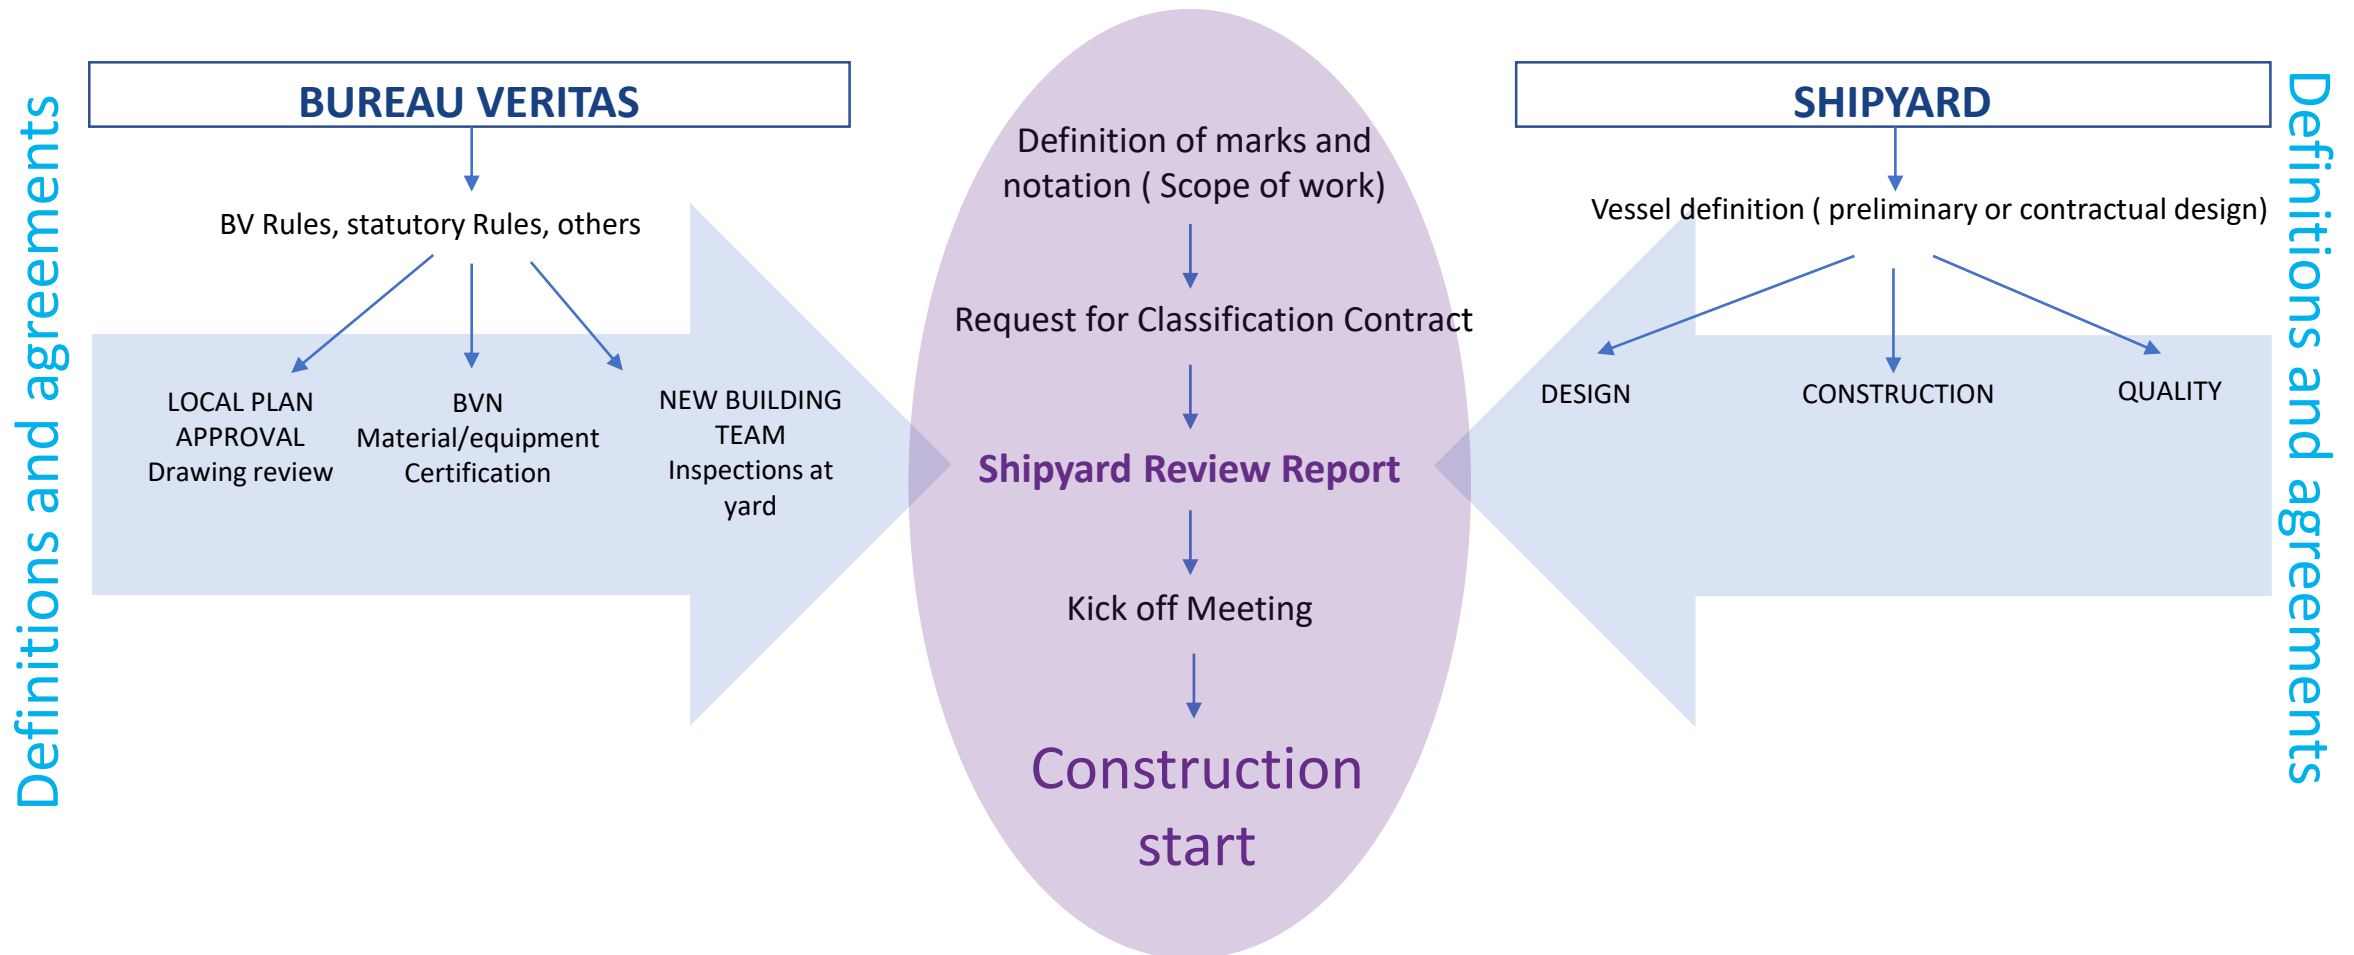 Definitions and agreements
BUREAU VERITAS
BV Rules, statutory Rules, others
LOCAL PLAN
APPROVAL
Drawing review
BVN
Material/equipment
Certification
NEW BUILDING
TEAM
Inspections at
yard
Definition of marks and
notation ( Scope of work)
Request for Classification Contract
Shipyard Review Report
Kick off Meeting
Construction
start
SHIPYARD
Vessel definition ( preliminary or contractual design)
DESIGN
CONSTRUCTION
QUALITY
Definitions and agreements